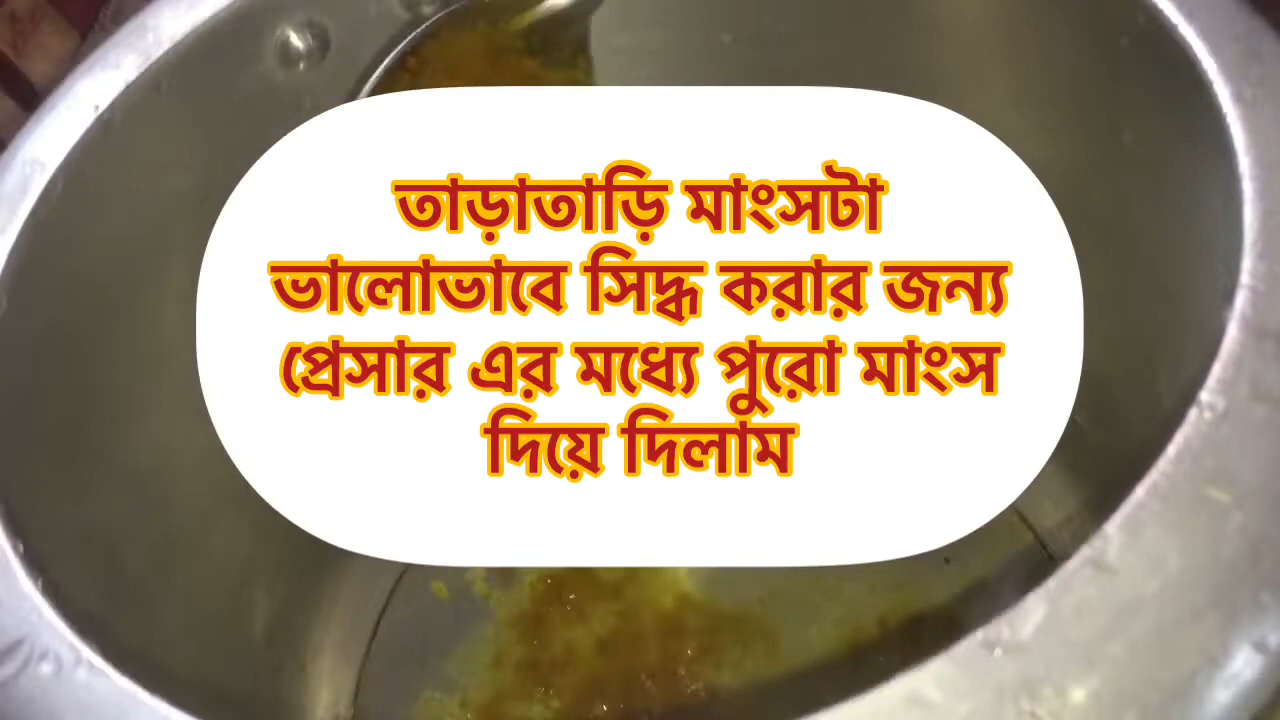 তাড়াতাড়ি মাংসটা
ভালোভাবে সিদ্ধ করার জন্য
প্রেসার এর মধ্যে পুরো মাংস
দিয়ে দিলাম